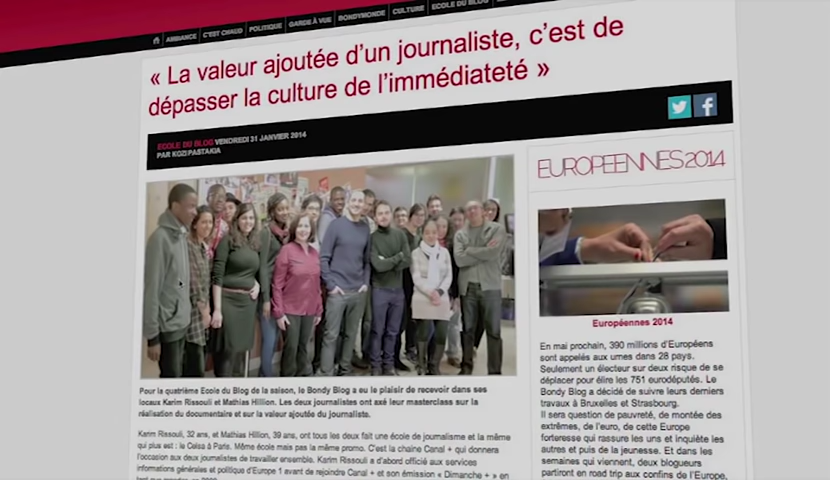 AMBIANCE C'EST CHAUD POLITIQUE GARDE À VUE BONDYMONDE CULTURE ECOLE DU BLOG
« La valeur ajoutée d'un journaliste, c'est de
dépasser la culture de l'immédiateté »
ECOLE DU BLOG VENDREDI 31 JANVIER 2014
PAR KOZI PASTAKIA
Pour la quatrième Ecole du Blog de la saison, le Bondy Blog a eu le plaisir de recevoir dans ses
locaux Karim Rissouli et Mathias Hillion. Les deux journalistes ont axé leur masterclass sur la
réalisation du documentaire et sur la valeur ajoutée du journaliste.
Karim Rissouli, 32 ans, et Mathias Hillion, 39 ans, ont tous les deux fait une école de journalisme et la même
qui plus est : le Celsa à Paris. Même école mais pas la même promo. C'est la chaine Canal + qui donnera
l'occasion aux deux journalistes de travailler ensemble. Karim Rissouli a d'abord officié aux services
informations générales et politique d'Europe 1 avant de rejoindre Canal + et son émission « Dimanche + » en
EUROPEENNES 2014
Européennes 2014
En mai prochain, 390 millions d'Européens
sont appelés aux urnes dans 28 pays.
Seulement un électeur sur deux risque de se
déplacer pour élire les 751 eurodéputés. Le
Bondy Blog a décidé de suivre leurs derniers
travaux à Bruxelles et Strasbourg.
Il sera question de pauvreté, de montée des
extrêmes, de l'euro, de cette Europe
forteresse qui rassure les uns et inquiète les
autres et puis de la jeunesse. Et dans les
semaines qui viennent, deux blogueurs
partiront en road trip aux confins de l'Europe,